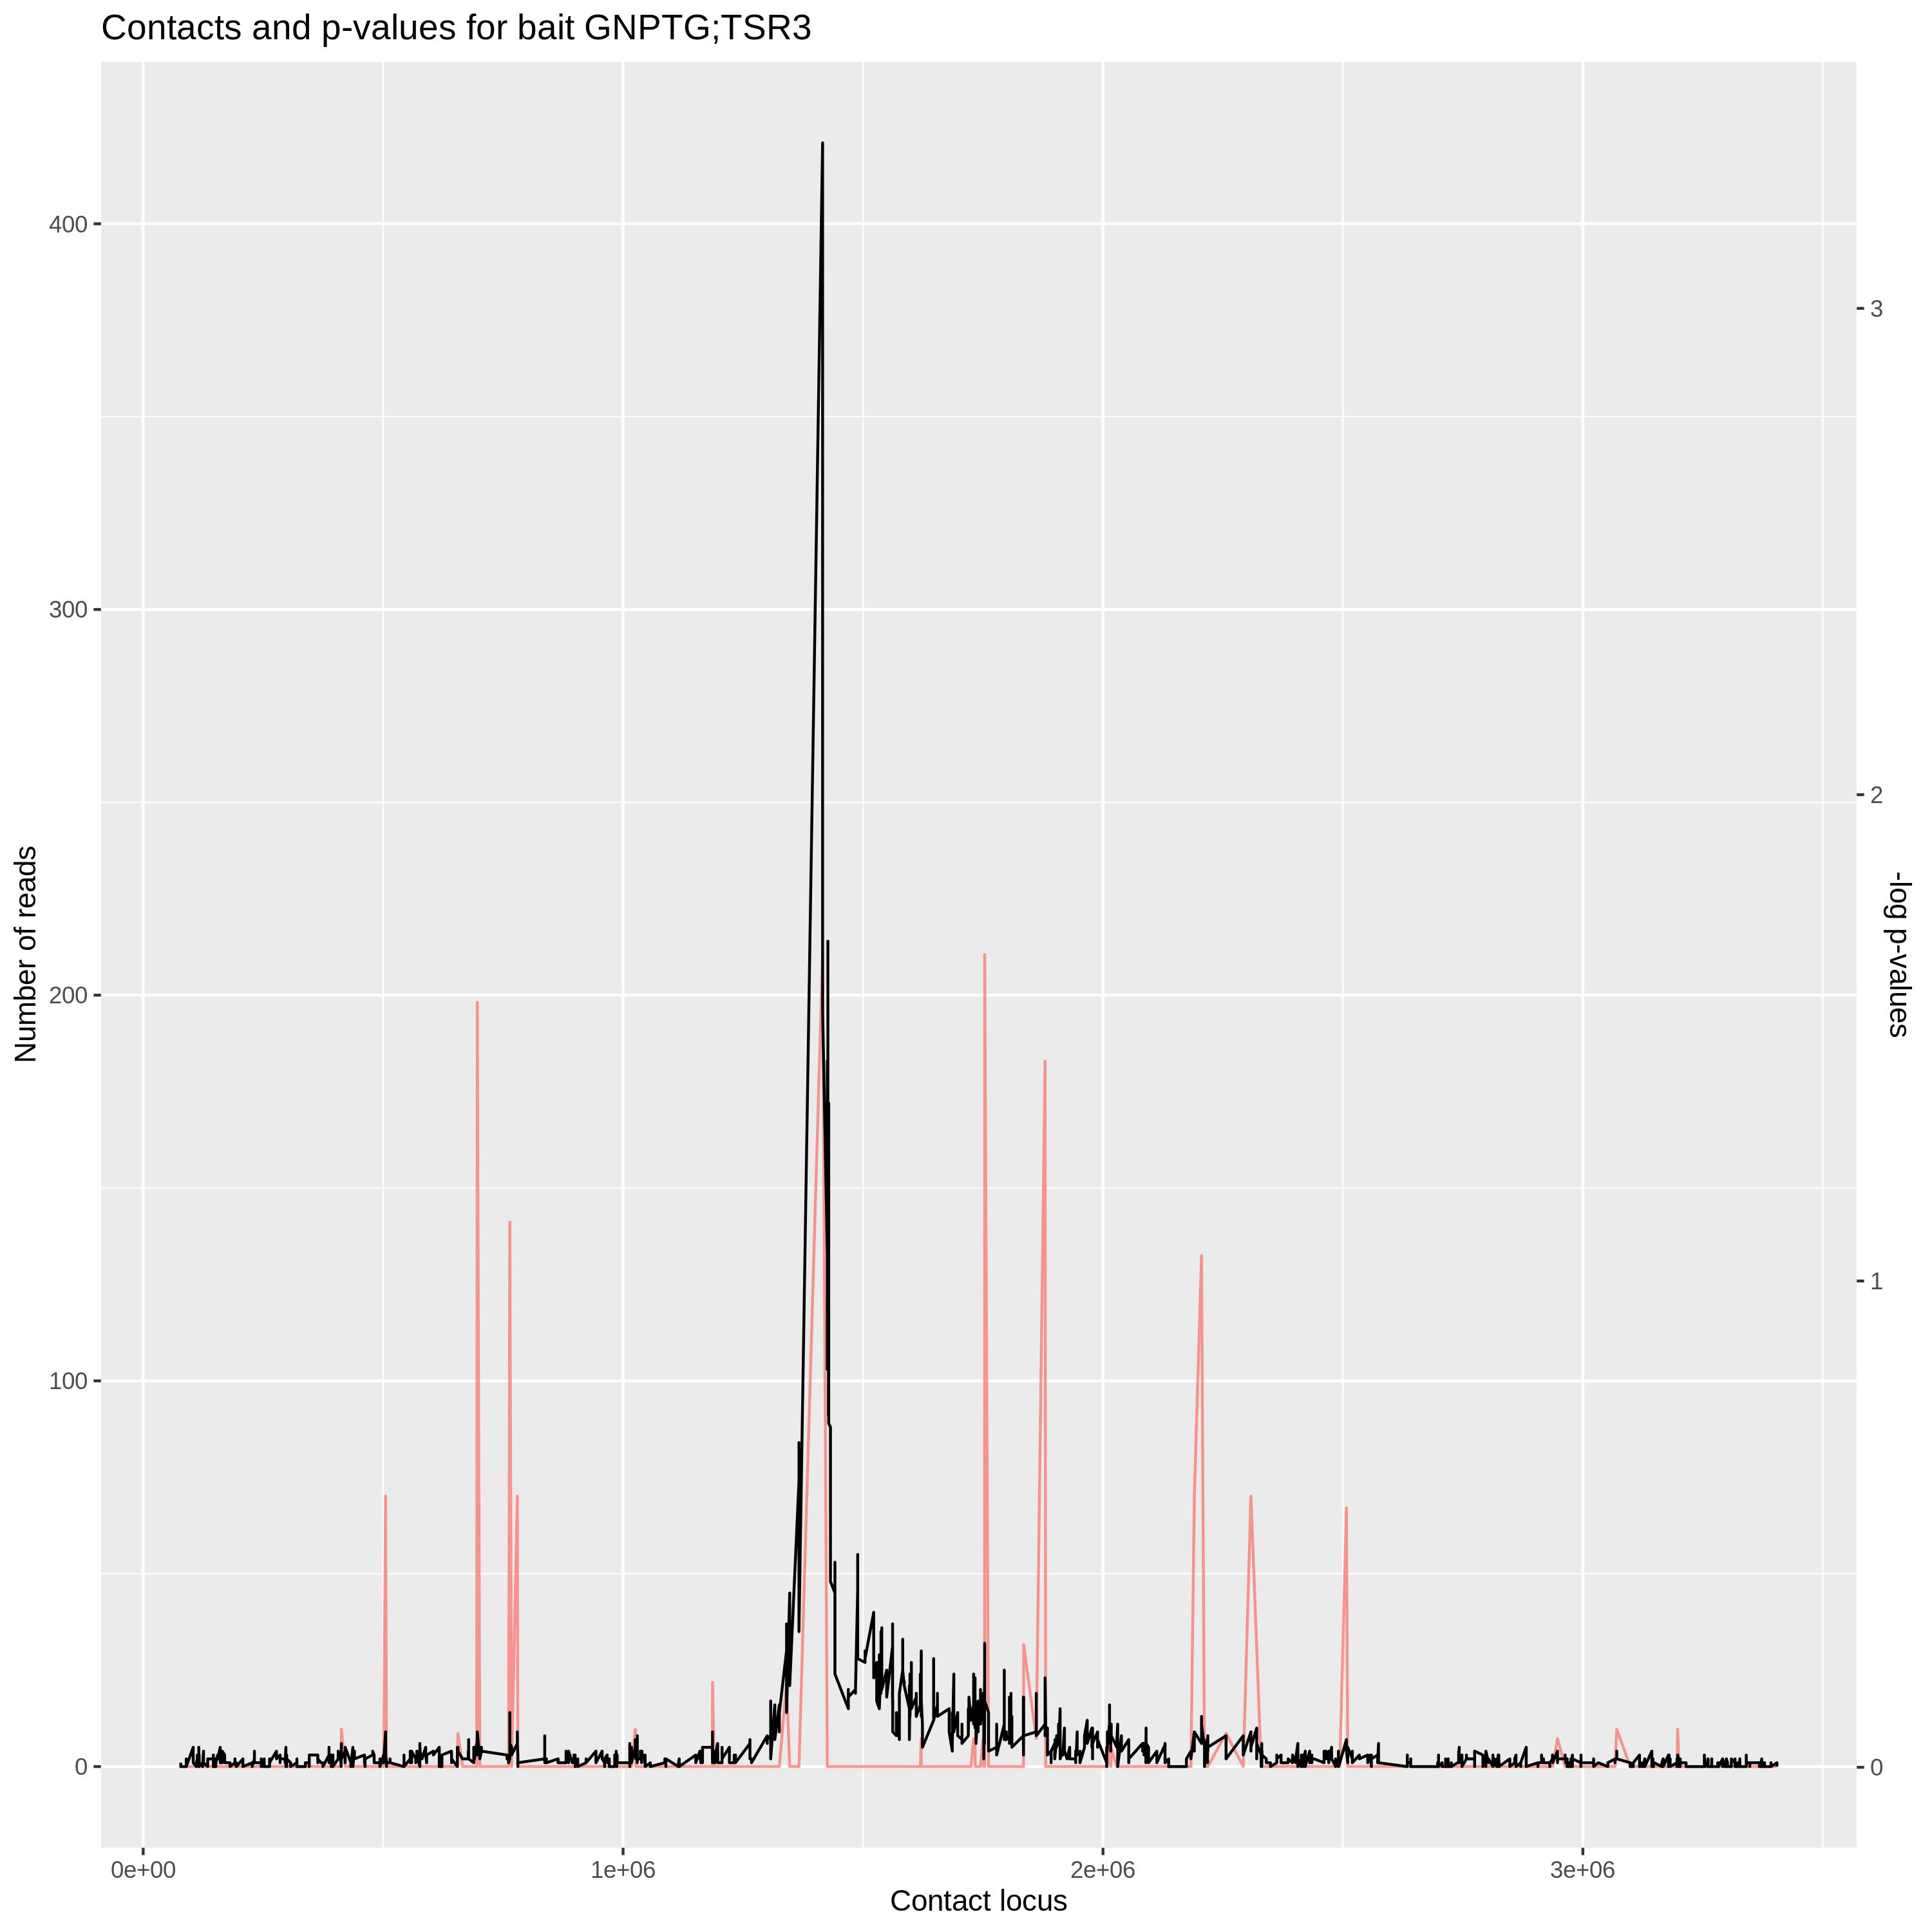 Contacts and p-values for bait GNPTG;TSR3
400
300
200
100
0
Number of reads
3
2
1
0
-log p-values
0e+00 1e+06 2e+06 3e+06
Contact locus